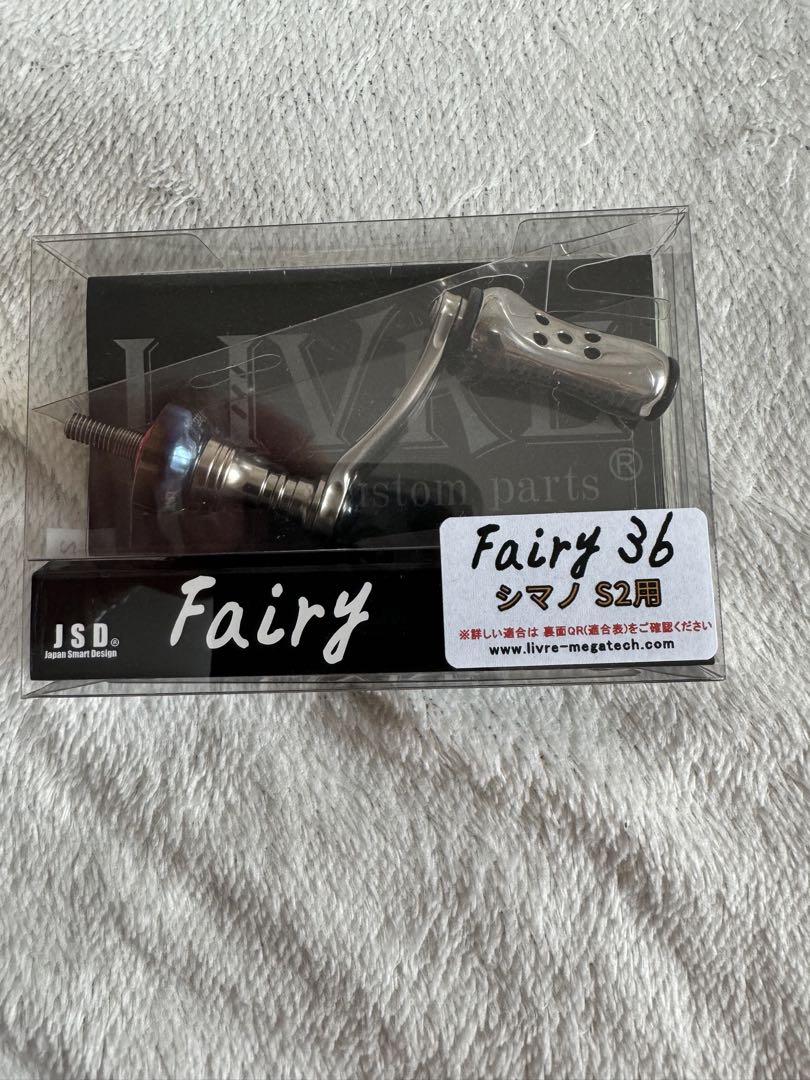 LIVRE
custom parts®
Fairy 36
シマノ S2用
※詳しい適合は 裏面QR(適合表)をご確認ください
www.livre-megatech.com
Fairy
JSD®
Japan Smart Design